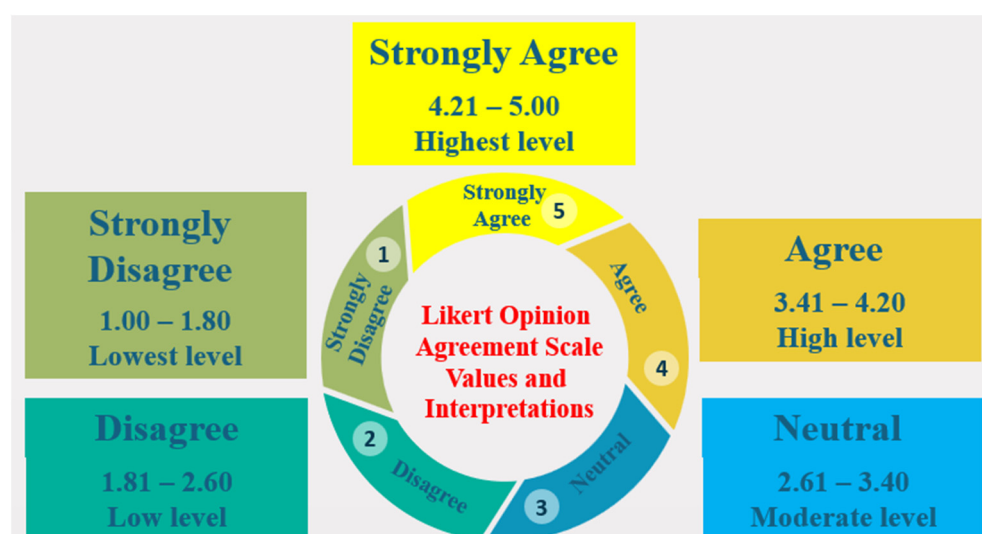 Strongly Agree
4.21 – 5.00
Highest level
Strongly
Disagree
1.00 – 1.80
Lowest level
Agree
3.41 – 4.20
High level
Disagree
1.81 – 2.60
Low level
Neutral
2.61 – 3.40
Moderate level
Strongly
Agree
5
Agree
4
Neutral
3
Disagree
2
Strongly
Disagree
1
Likert Opinion
Agreement Scale
Values and
Interpretations